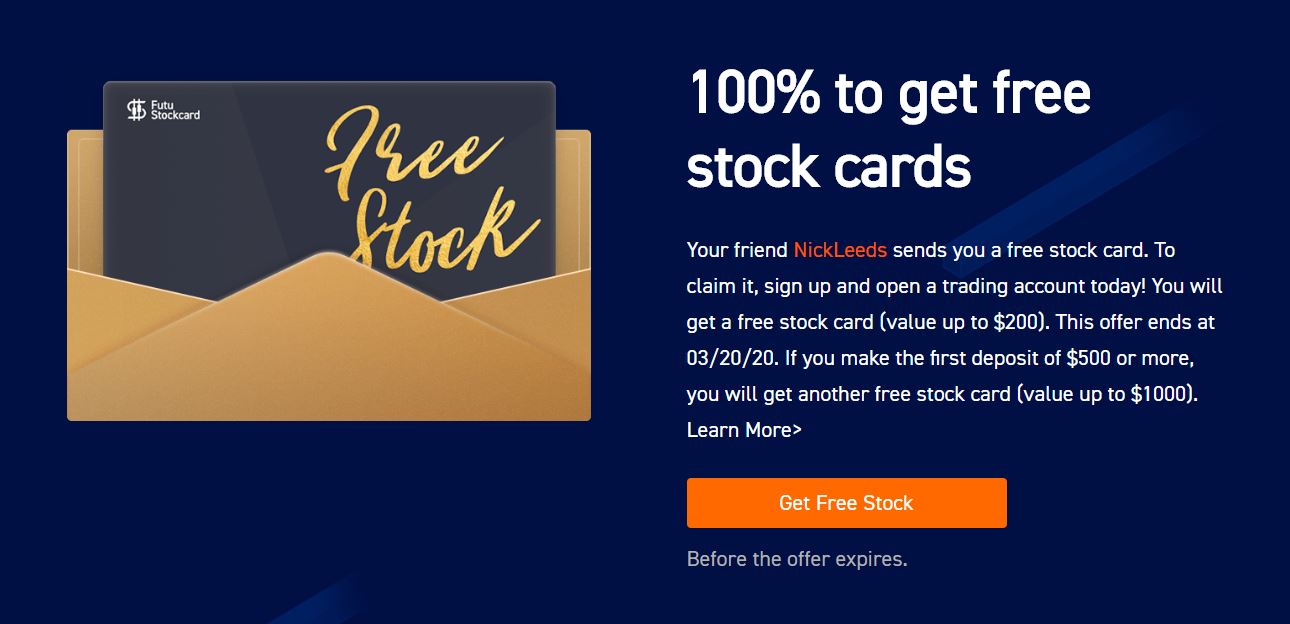 Futu
Stockcard
Free
Stock
100% to get free
stock cards
Your friend NickLeeds sends you a free stock card. To
claim it, sign up and open a trading account today! You will
get a free stock card (value up to $200). This offer ends at
03/20/20. If you make the first deposit of $500 or more,
you will get another free stock card (value up to $1000).
Learn More>
Get Free Stock
Before the offer expires.